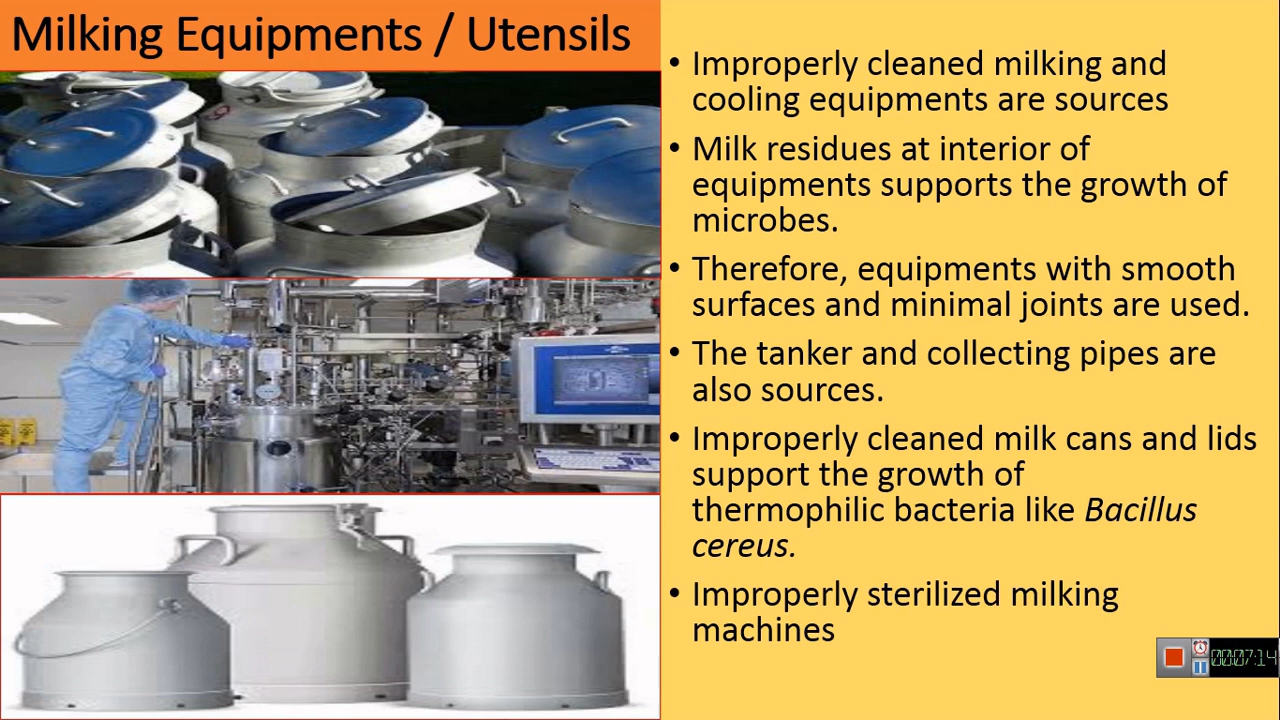 Milking Equipments / Utensils
• Improperly cleaned milking and
cooling equipments are sources
• Milk residues at interior of
equipments supports the growth of
microbes.
• Therefore, equipments with smooth
surfaces and minimal joints are used.
• The tanker and collecting pipes are
also sources.
• Improperly cleaned milk cans and lids
support the growth of
thermophilic bacteria like Bacillus
cereus.
• Improperly sterilized milking
machines